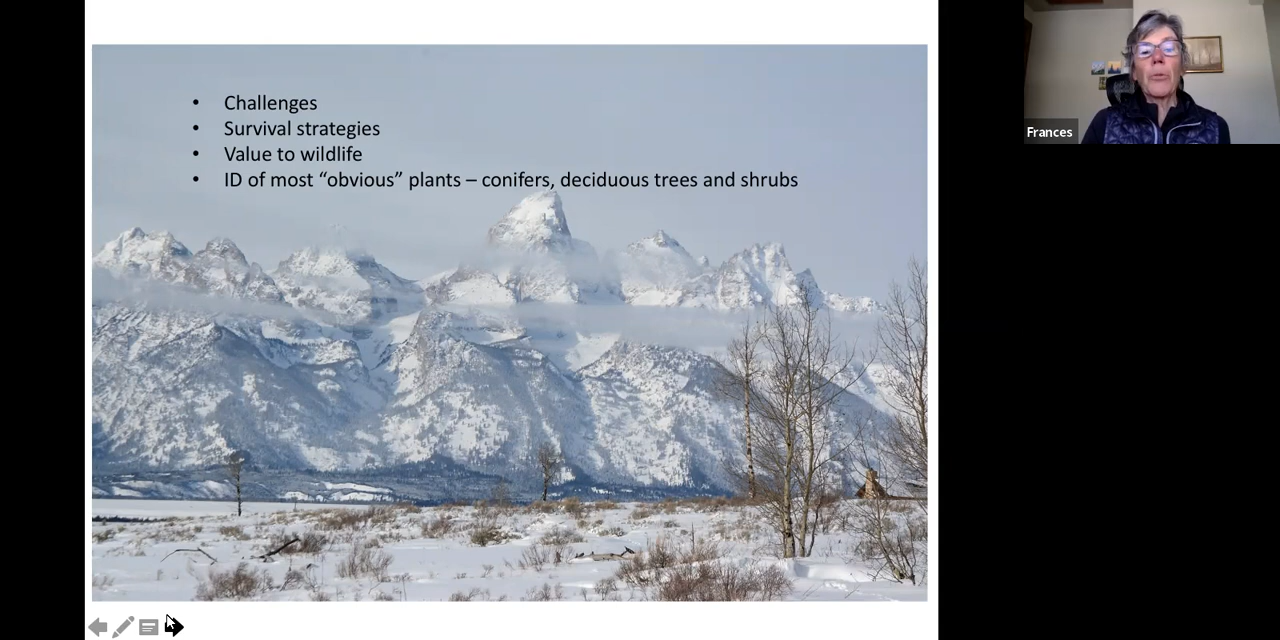 • Challenges
• Survival strategies
• Value to wildlife
• ID of most “obvious” plants – conifers, deciduous trees and shrubs
Frances